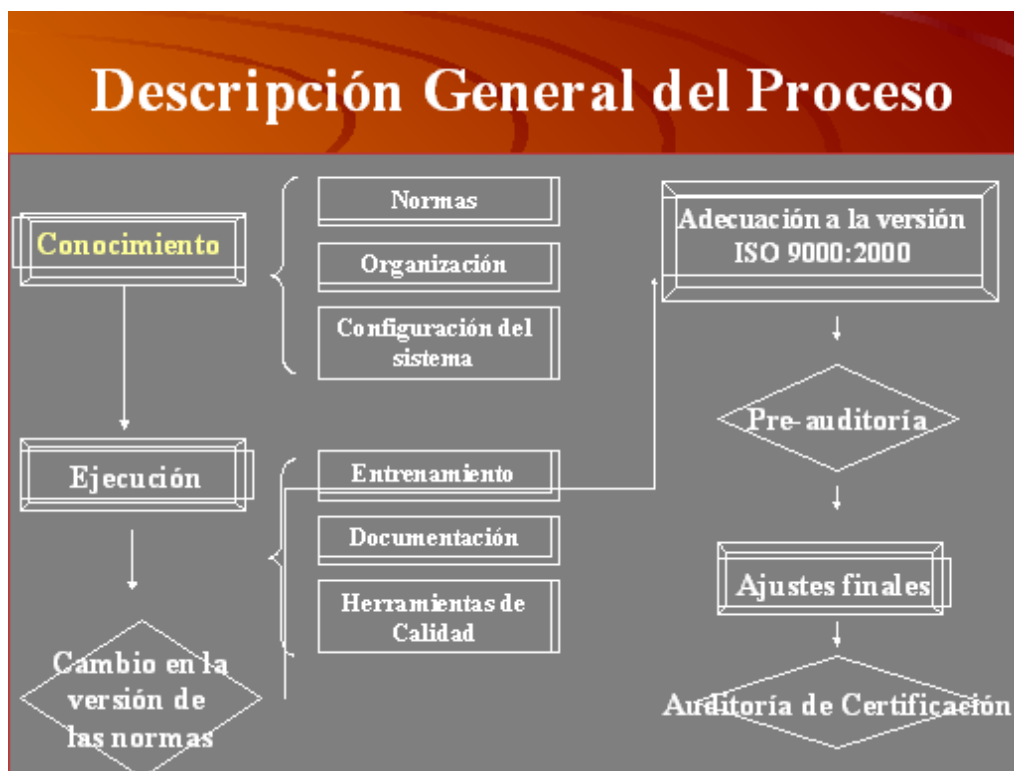 Descripción General del Proceso
Conocimiento
Normas
Organización
Configuración del
sistema
Ejecución
Entrenamiento
Documentación
Herramientas de
Calidad
Cambio en la
versión de
las normas
Adecuación a la versión
ISO 9000:2000
Pre-auditoría
Ajustes finales
Auditoría de Certificación